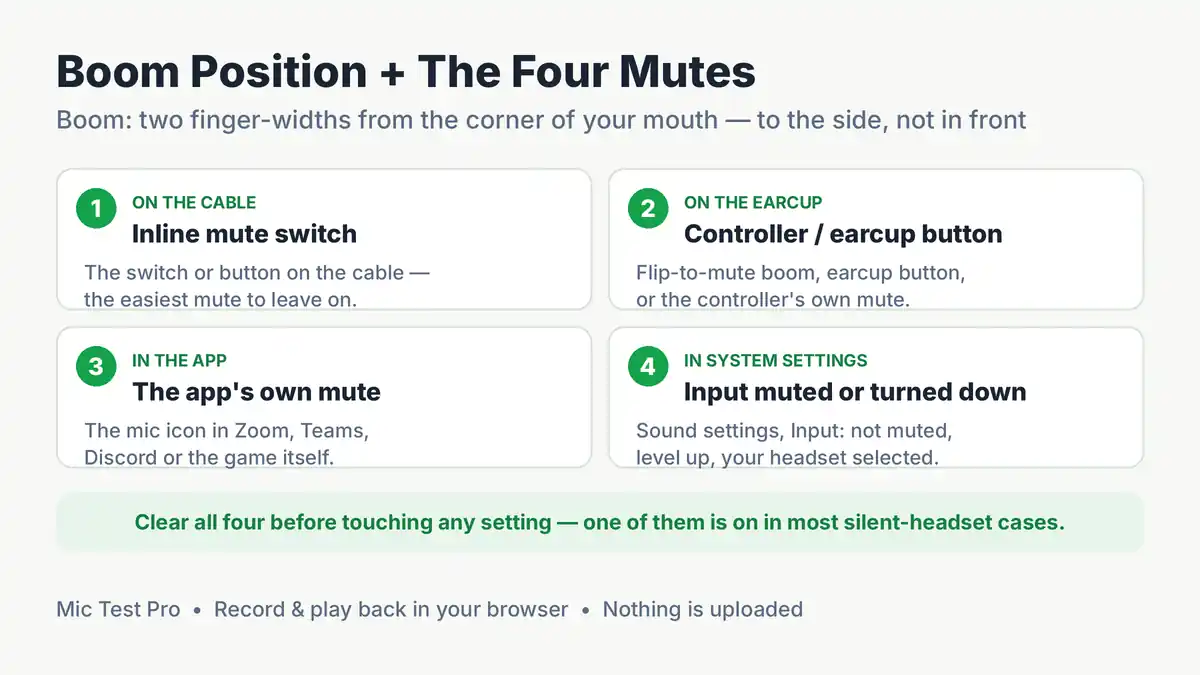 Boom Position + The Four Mutes
Boom: two finger-widths from the corner of your mouth — to the side, not in front
1
ON THE CABLE
Inline mute switch
The switch or button on the cable —
the easiest mute to leave on.
2
ON THE EARCUP
Controller / earcup button
Flip-to-mute boom, earcup button,
or the controller's own mute.
3
IN THE APP
The app's own mute
The mic icon in Zoom, Teams,
Discord or the game itself.
4
IN SYSTEM SETTINGS
Input muted or turned down
Sound settings, Input: not muted,
level up, your headset selected.
Clear all four before touching any setting — one of them is on in most silent-headset cases.
Mic Test Pro • Record & play back in your browser • Nothing is uploaded